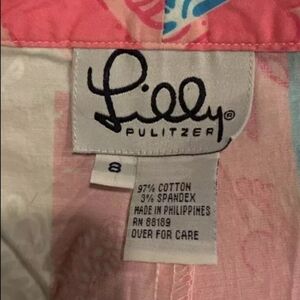 Lilly®
PULITZER
8
97% COTTON
3% SPANDEX
MADE IN PHILIPPINES
RN 88189
OVER FOR CARE